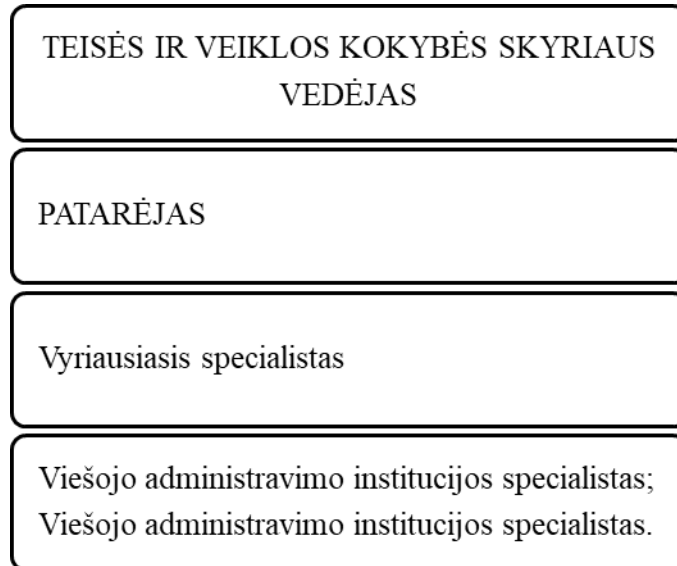 TEISĖS IR VEIKLOS KOKYBĖS SKYRIAUS
VEDĖJAS
PATARĖJAS
Vyriausiasis specialistas
Viešojo administravimo institucijos specialistas;
Viešojo administravimo institucijos specialistas.